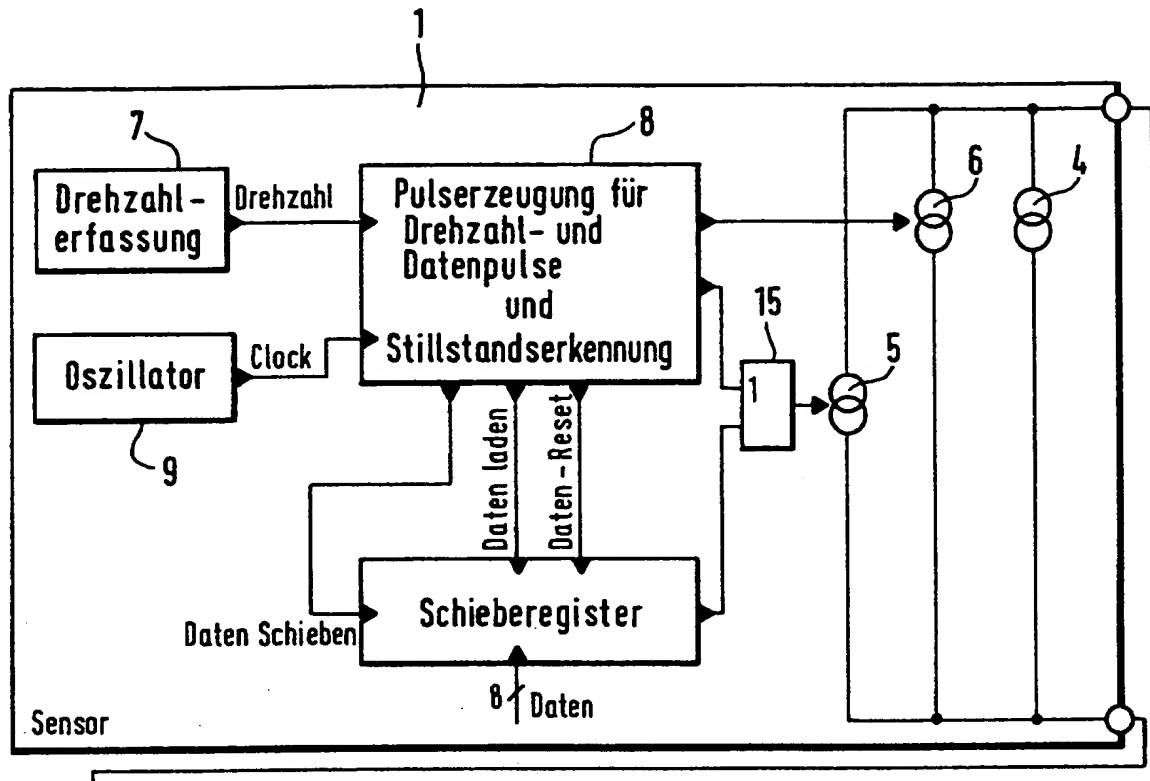 1
7
8
Drehzahl-
erfassung
Drehzahl
Pulserzeugung für
Drehzahl- und
Datenpulse
und
Stillstandserkennung
6
4
15
1
5
Oszillator
Clock
9
Daten laden
Daten-Reset
Schieberegister
Daten Schieben
8
Daten
Sensor